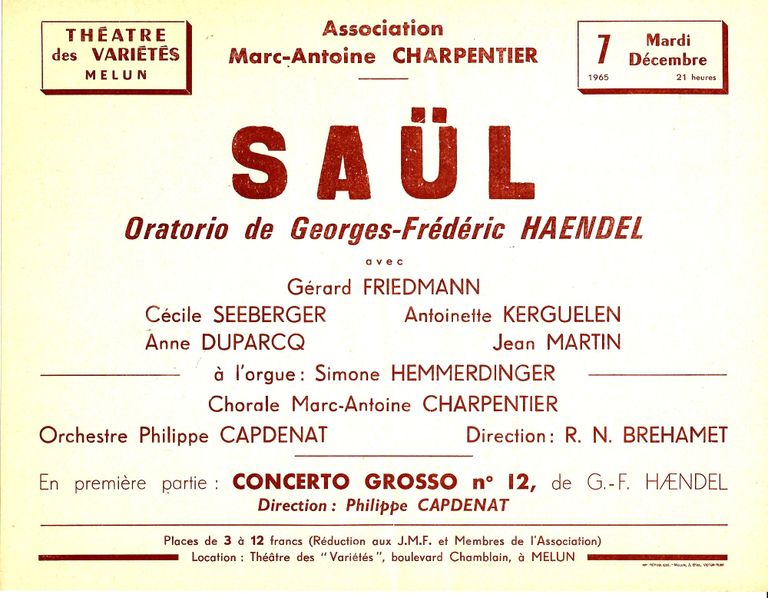 THÉATRE
des VARIÉTÉS
MELUN
Association
Marc-Antoine CHARPENTIER
7 Mardi
Décembre
1965 21 heures
SAÜL
Oratorio de Georges-Frédéric HAENDEL
avec
Gérard FRIEDMANN
Cécile SEEBERGER Antoinette KERGUELEN
Anne DUPARCQ Jean MARTIN
à l'orgue : Simone HEMMERDINGER
Chorale Marc-Antoine CHARPENTIER
Orchestre Philippe CAPDENAT Direction : R. N. BREHAMET
En première partie : CONCERTO GROSSO nº 12, de G.-F. HÆNDEL
Direction : Philippe CAPDENAT
Places de 3 à 12 francs (Réduction aux J.M.F. et Membres de l'Association)
Location : Théâtre des "Variétés", boulevard Chamblain, à MELUN